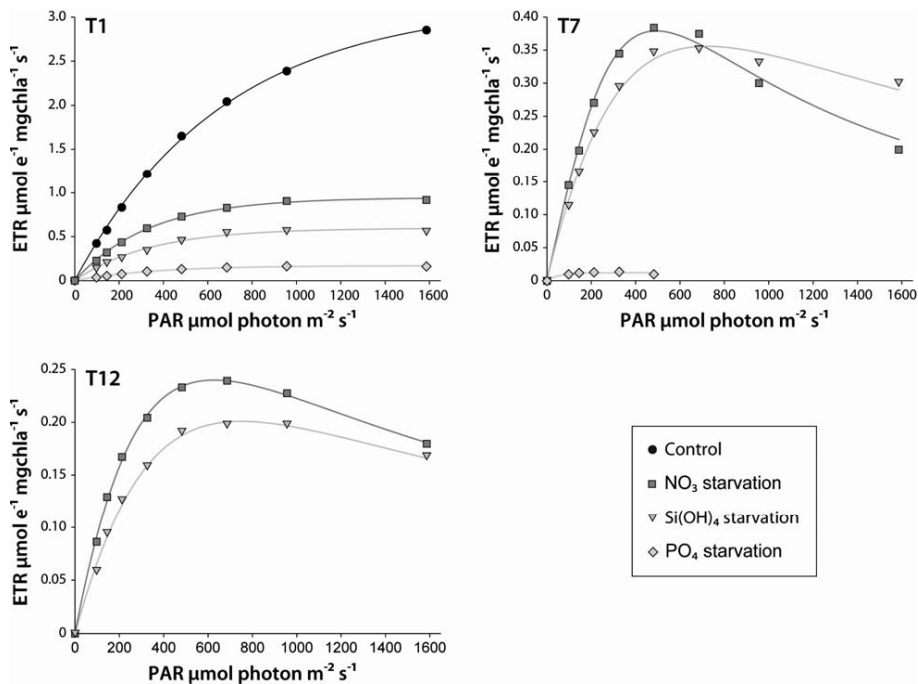 T1
ETR µmol e⁻¹ mgchla⁻¹ s⁻¹
3.0
2.5
2.0
1.5
1.0
0.5
0
0 200 400 600 800 1000 1200 1400 1600
PAR µmol photon m⁻² s⁻¹
T7
ETR µmol e⁻¹ mgchla⁻¹ s⁻¹
0.40
0.35
0.30
0.25
0.20
0.15
0.10
0.05
0
0 200 400 600 800 1000 1200 1400 1600
PAR µmol photon m⁻² s⁻¹
T12
ETR µmol e⁻¹ mgchla⁻¹ s⁻¹
0.25
0.20
0.15
0.10
0.05
0
0 200 400 600 800 1000 1200 1400 1600
PAR µmol photon m⁻² s⁻¹
Control
NO₃ starvation
Si(OH)₄ starvation
PO₄ starvation